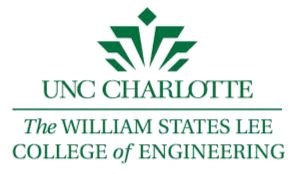 UNC CHARLOTTE
The WILLIAM STATES LEE
COLLEGE of ENGINEERING